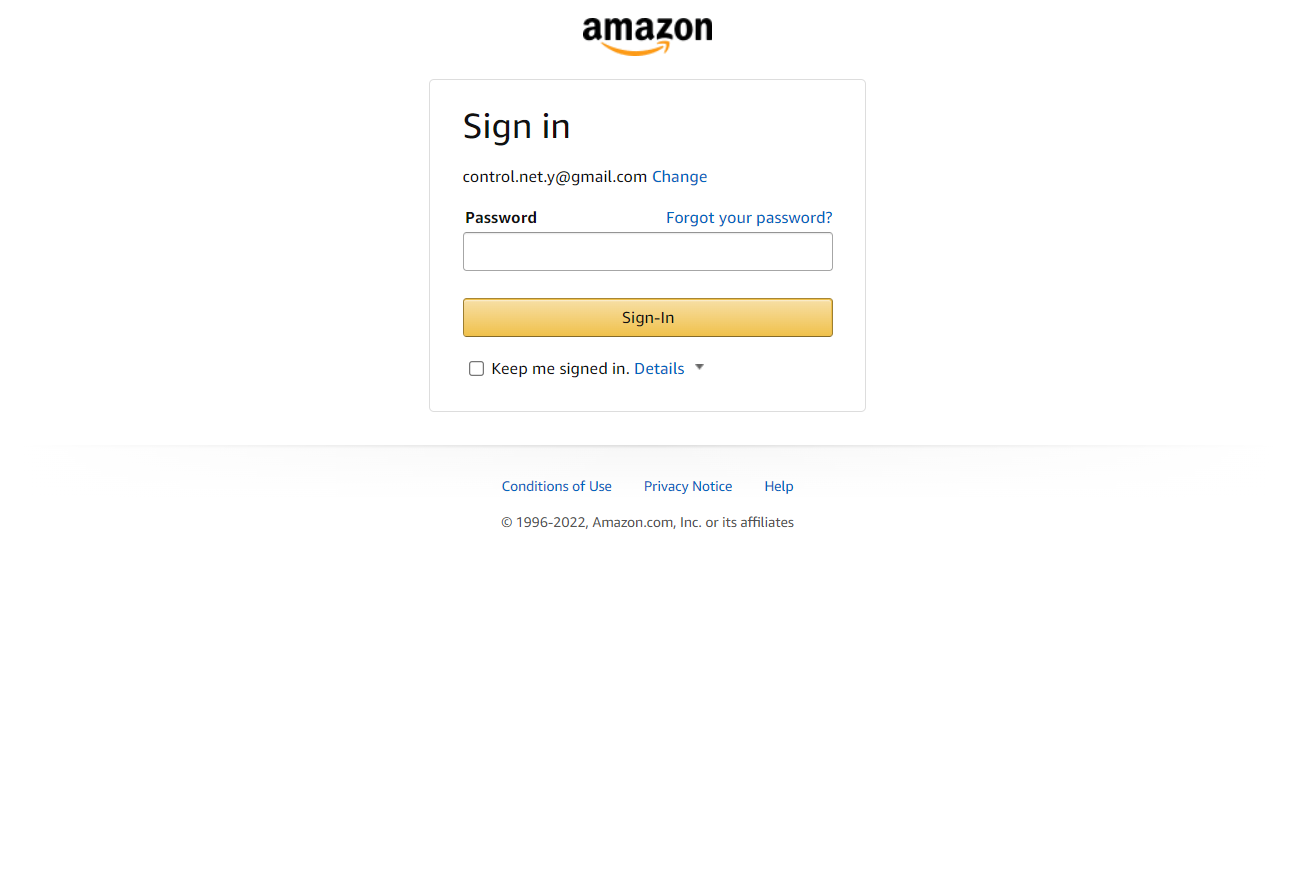 amazon
Sign in
control.net.y@gmail.com Change
Password Forgot your password?
Sign-In
Keep me signed in. Details
Conditions of Use Privacy Notice Help
© 1996-2022, Amazon.com, Inc. or its affiliates